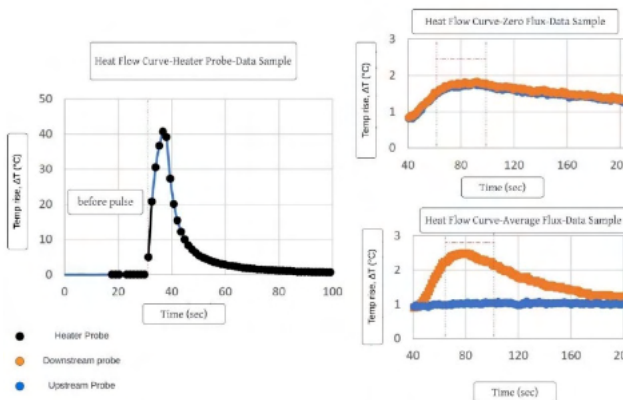 Heat Flow Curve-Heater Probe-Data Sample
Temp rise, ΔT (°C)
50
40
30
20
10
0
before pulse
0 20 40 60 80 100
Time (sec)
Heater Probe
Downstream probe
Upstream Probe
Heat Flow Curve-Zero Flux-Data Sample
Temp rise, ΔT (°C)
3
2
1
0
40 80 120 160 200
Time (sec)
Heat Flow Curve-Average Flux-Data Sample
Temp rise, ΔT (°C)
3
2
1
0
40 80 120 160 200
Time (sec)